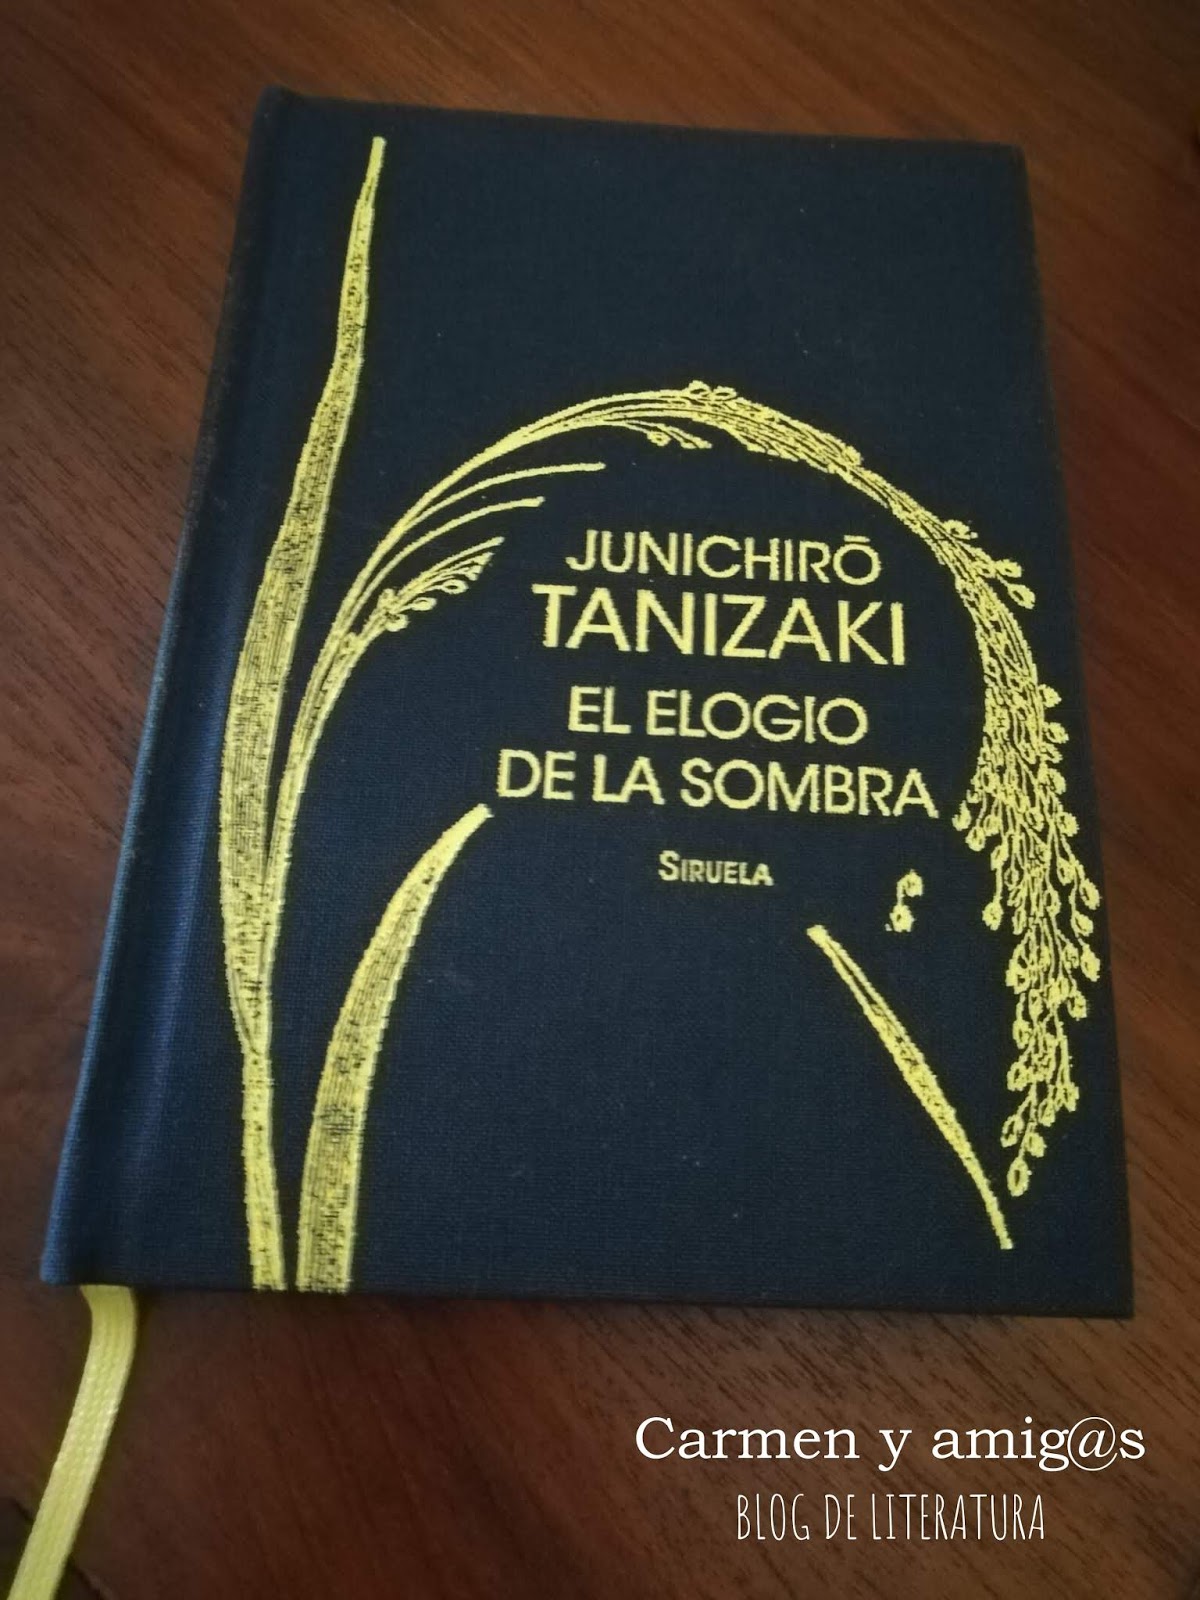 JUNICHIRŌ
TANIZAKI
EL ELOGIO
DE LA SOMBRA
SIRUELA
Carmen y amig@s
BLOG DE LITERATURA